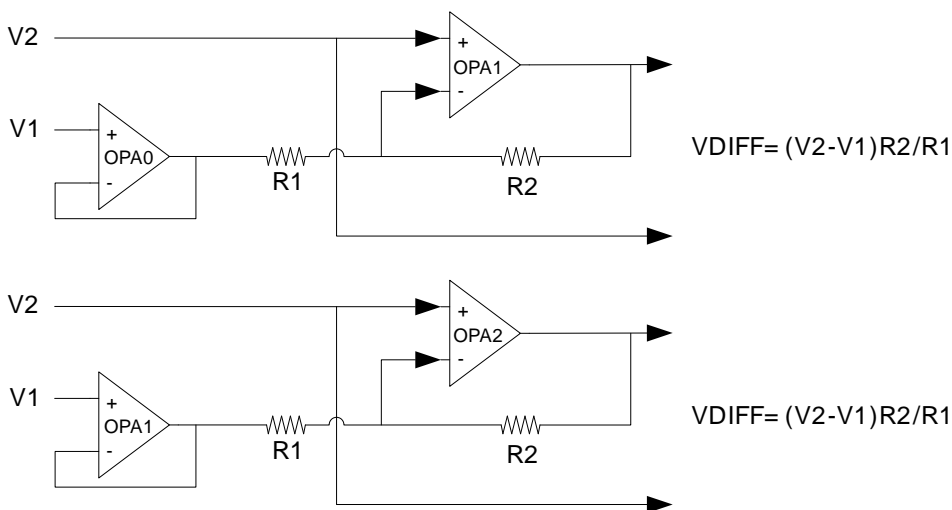 V2
+
OPA1
-
V1
+
OPA0
-
VDIFF= (V2-V1)R2/R1
R1
R2
V2
+
OPA2
-
V1
+
OPA1
-
VDIFF= (V2-V1)R2/R1
R1
R2